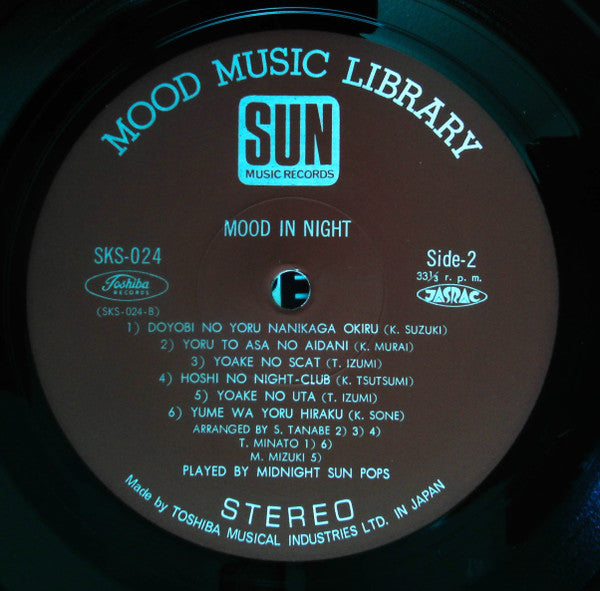 MOOD MUSIC LIBRARY
SUN
MUSIC RECORDS
MOOD IN NIGHT
SKS-024
Side-2
33⅓ r. p. m.
Toshiba
RECORDS
JASRAC
(SKS-024-B)
1) DOYOBI NO YORU NANIKAGA OKIRU (K. SUZUKI)
2) YORU TO ASA NO AIDANI (K. MURAI)
3) YOAKE NO SCAT (T. IZUMI)
4) HOSHI NO NIGHT-CLUB (K. TSUTSUMI)
5) YOAKE NO UTA (T. IZUMI)
6) YUME WA YORU HIRAKU (K. SONE)
ARRANGED BY S. TANABE 2) 3) 4)
T. MINATO 1) 6)
M. MIZUKI 5)
PLAYED BY MIDNIGHT SUN POPS
STEREO
Made by TOSHIBA MUSICAL INDUSTRIES LTD. IN JAPAN